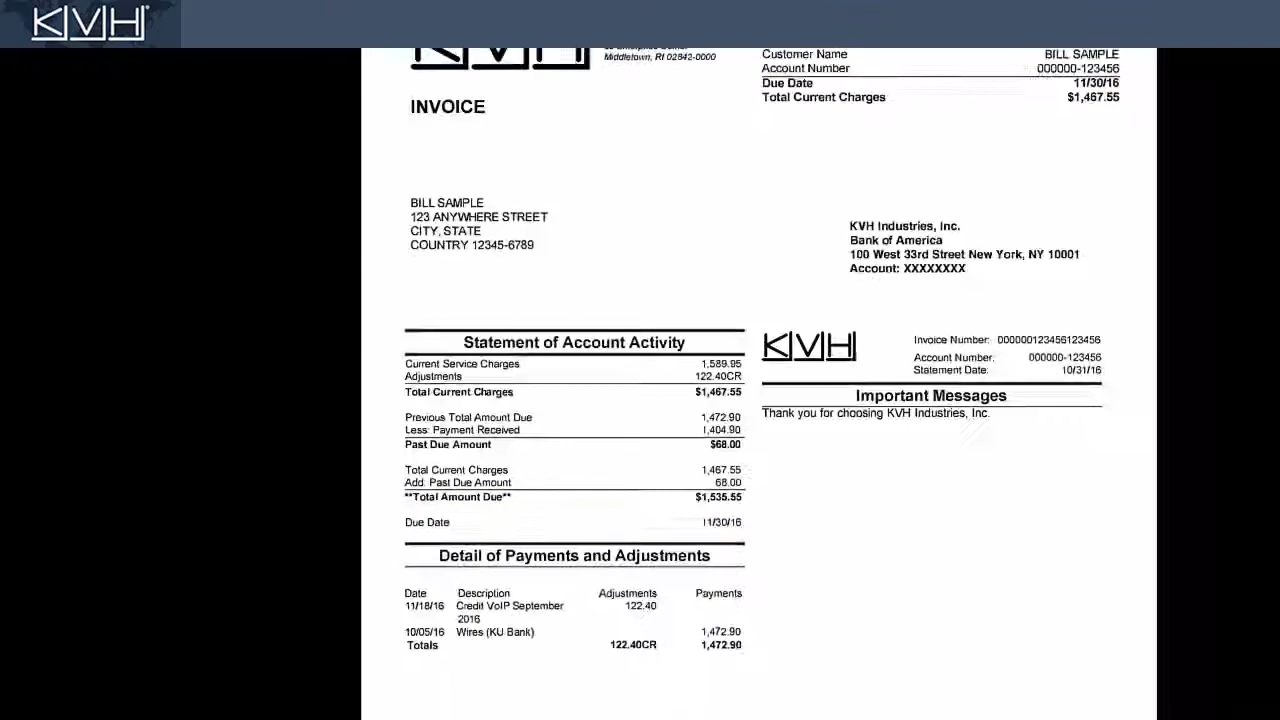 KVH
KVH
Middletown, RI 02842-0000
Customer Name BILL SAMPLE
Account Number 000000-123456
Due Date 11/30/16
Total Current Charges $1,467.55
INVOICE
BILL SAMPLE
123 ANYWHERE STREET
CITY, STATE
COUNTRY 12345-6789
KVH Industries, Inc.
Bank of America
100 West 33rd Street New York, NY 10001
Account: XXXXXXXX
Statement of Account Activity
Current Service Charges 1,589.95
Adjustments 122.40CR
Total Current Charges $1,467.55
Previous Total Amount Due 1,472.90
Less: Payment Received 1,404.90
Past Due Amount $68.00
Total Current Charges 1,467.55
Add: Past Due Amount 68.00
**Total Amount Due** $1,535.55
Due Date 11/30/16
KVH
Invoice Number: 000000123456123456
Account Number: 000000-123456
Statement Date: 10/31/16
Important Messages
Thank you for choosing KVH Industries, Inc.
Detail of Payments and Adjustments
Date Description Adjustments Payments
11/18/16 Credit VoIP September 122.40
2016
10/05/16 Wires (KU Bank) 1,472.90
Totals 122.40CR 1,472.90